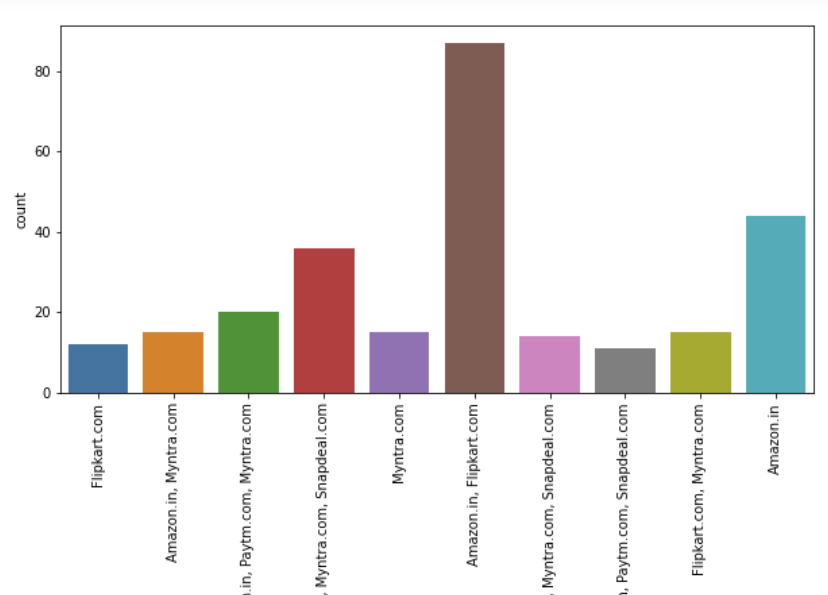 80
60
40
20
0
count
Flipkart.com
Amazon.in, Myntra.com
.in, Paytm.com, Myntra.com
, Myntra.com, Snapdeal.com
Myntra.com
Amazon.in, Flipkart.com
, Myntra.com, Snapdeal.com
, Paytm.com, Snapdeal.com
Flipkart.com, Myntra.com
Amazon.in